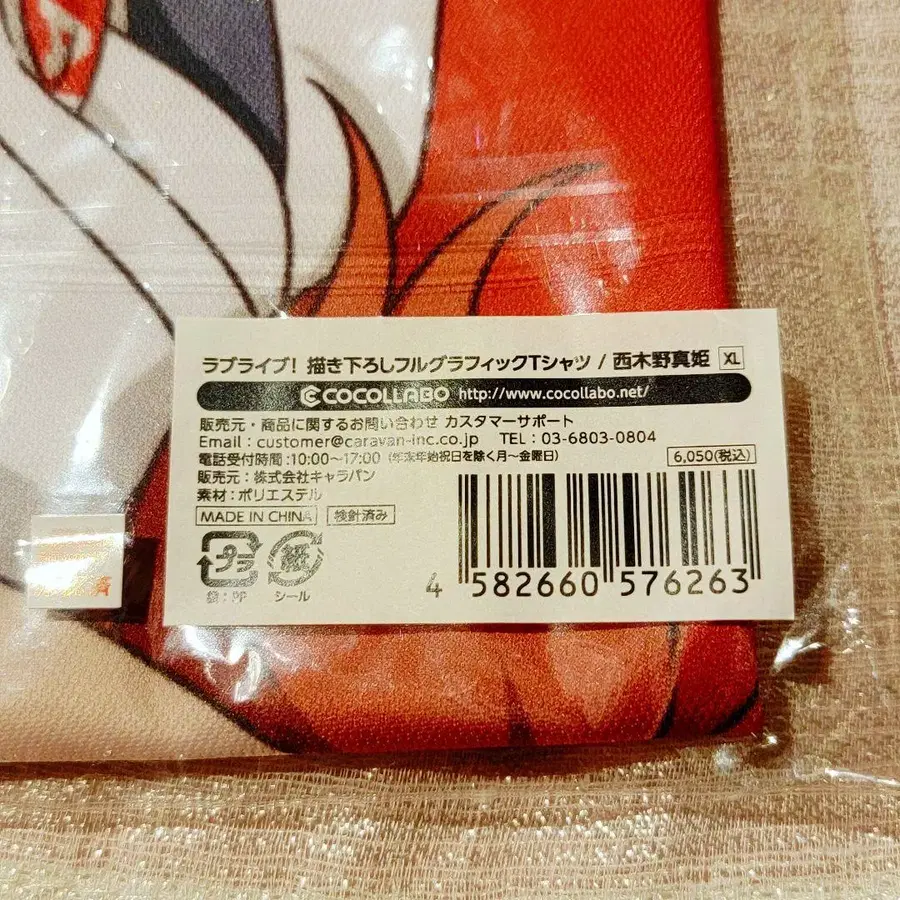 ラブライブ! 描き下ろしフルグラフィックTシャツ / 西木野真姫 XL
COCOLLABO http://www.cocollabo.net/
販売元・商品に関するお問い合わせ カスタマーサポート
Email : customer@caravan-inc.co.jp TEL : 03-6803-0804
電話受付時間 :10:00〜17:00 (年末年始祝日を除く月〜金曜日)
6,050(税込)
販売元 : 株式会社キャラバン
素材 : ポリエステル
MADE IN CHINA 検針済み
プラ 紙
袋 : PP シール
4 582660 576263
済